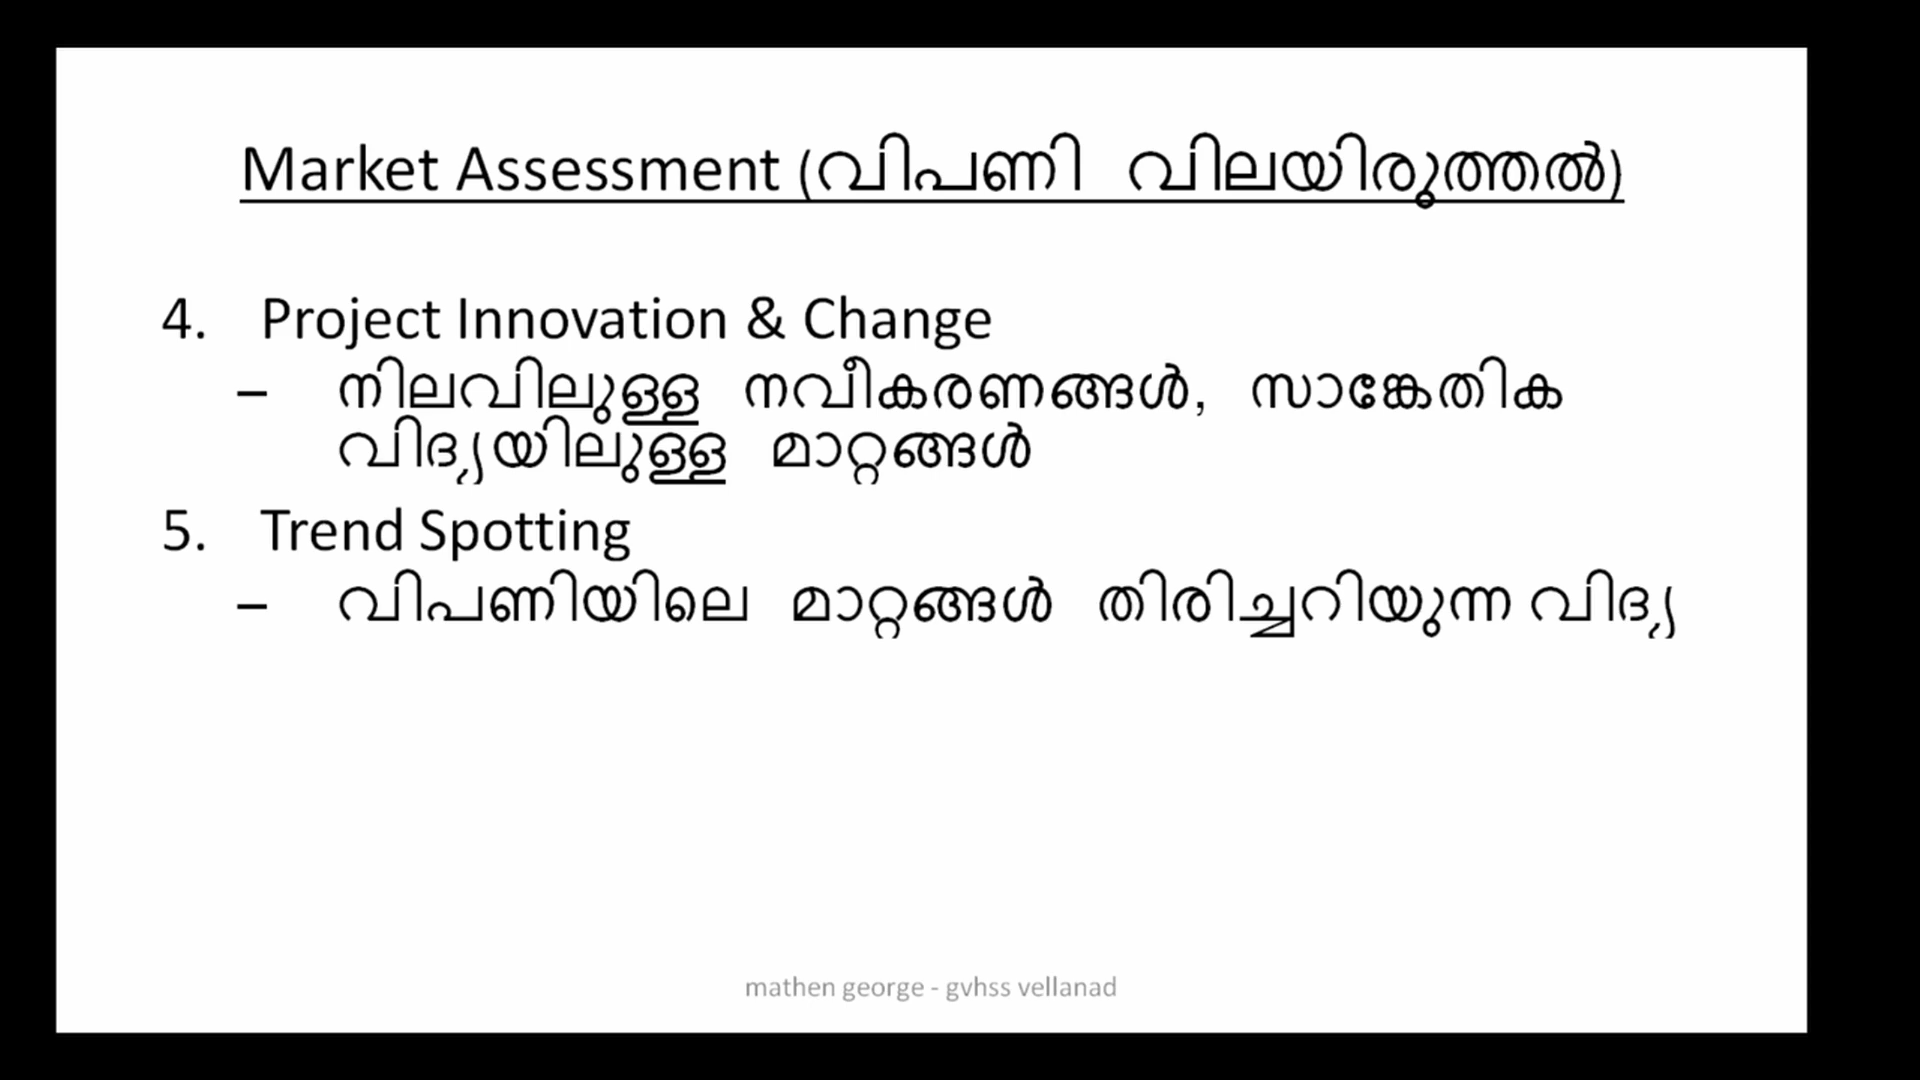 Market Assessment (വിപണി വിലയിരുത്തൽ)
4. Project Innovation & Change
– നിലവിലുള്ള നവീകരണങ്ങൾ, സാങ്കേതിക
വിദ്യയിലുള്ള മാറ്റങ്ങൾ
5. Trend Spotting
– വിപണിയിലെ മാറ്റങ്ങൾ തിരിച്ചറിയുന്ന വിദ്യ
mathen george - gvhss vellanad